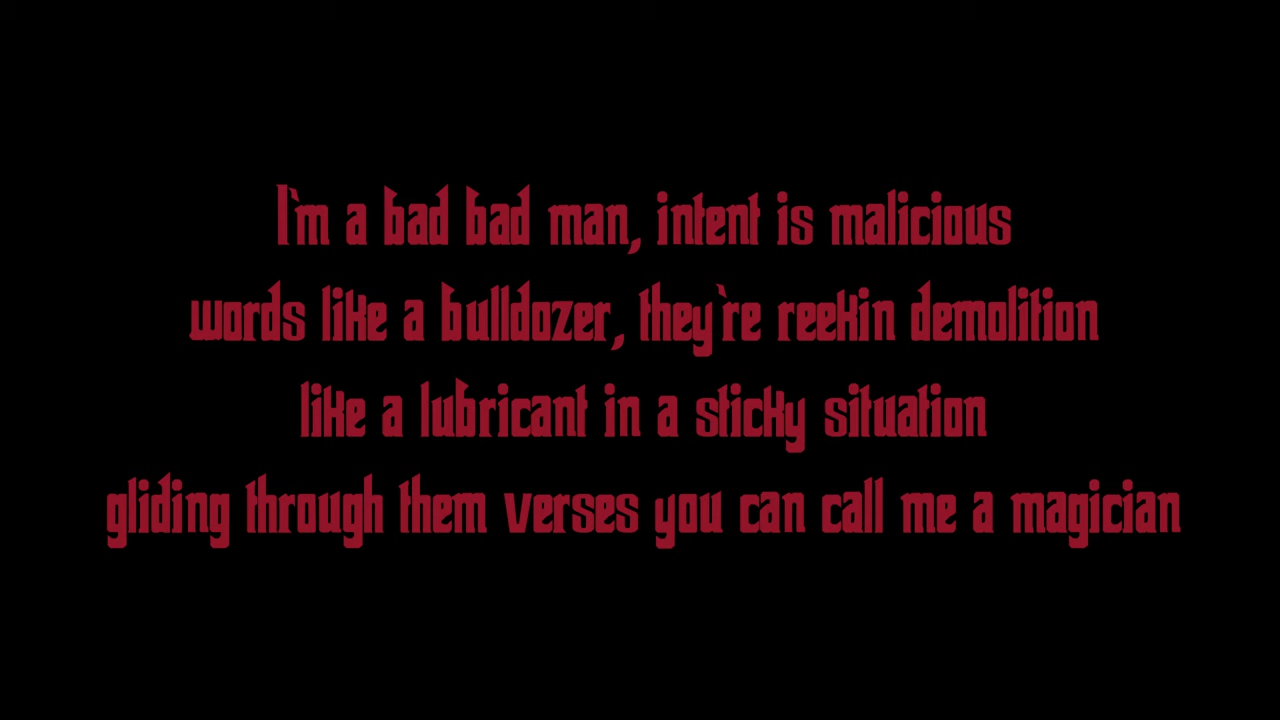 I'm a bad bad man, intent is malicious
words like a bulldozer, they're reekin demolition
like a lubricant in a sticky situation
gliding through them verses you can call me a magician